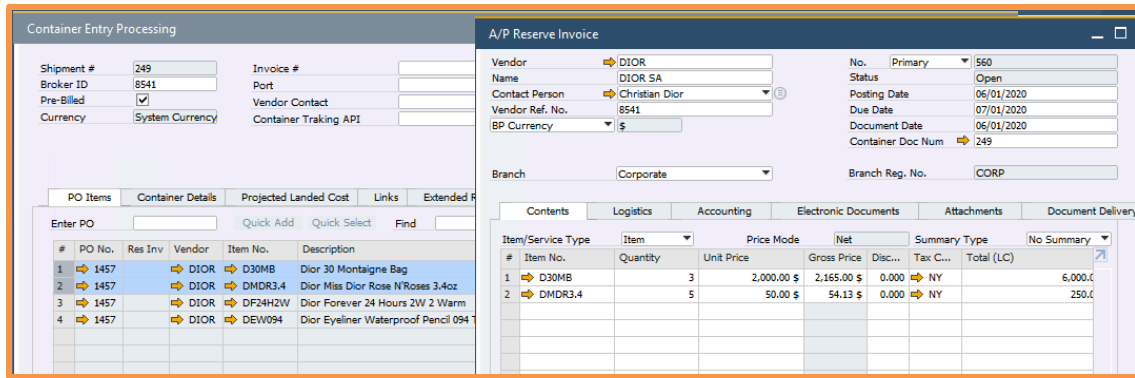 Container Entry Processing
Shipment # 249 Invoice #
Broker ID 8541 Port
Pre-Billed Vendor Contact
Currency System Currency Container Traking API
PO Items Container Details Projected Landed Cost Links Extended R
Enter PO Quick Add Quick Select Find
# PO No. Res Inv Vendor Item No. Description
1 1457 DIOR D30MB Dior 30 Montaigne Bag
2 1457 DIOR DMDR3.4 Dior Miss Dior Rose N'Roses 3.4oz
3 1457 DIOR DF24H2W Dior Forever 24 Hours 2W 2 Warm
4 1457 DIOR DEW094 Dior Eyeliner Waterproof Pencil 094 T
A/P Reserve Invoice
Vendor DIOR No. Primary 560
Name DIOR SA Status Open
Contact Person Christian Dior Posting Date 06/01/2020
Vendor Ref. No. 8541 Due Date 07/01/2020
BP Currency $ Document Date 06/01/2020
Container Doc Num 249
Branch Corporate Branch Reg. No. CORP
Contents Logistics Accounting Electronic Documents Attachments Document Delivery
Item/Service Type Item Price Mode Net Summary Type No Summary
# Item No. Quantity Unit Price Gross Price Disc... Tax C... Total (LC)
1 D30MB 3 2,000.00 $ 2,165.00 $ 0.000 NY 6,000.0
2 DMDR3.4 5 50.00 $ 54.13 $ 0.000 NY 250.0